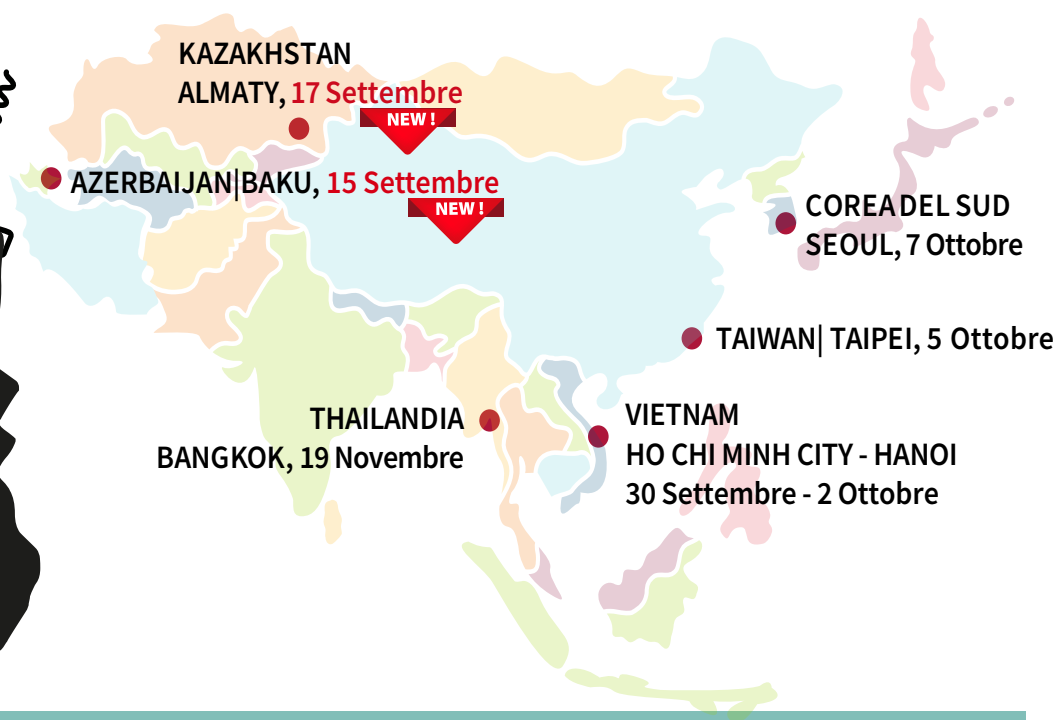 KAZAKHSTAN
ALMATY, 17 Settembre
NEW !
AZERBAIJAN|BAKU, 15 Settembre
NEW !
COREA DEL SUD
SEOUL, 7 Ottobre
TAIWAN| TAIPEI, 5 Ottobre
THAILANDIA
BANGKOK, 19 Novembre
VIETNAM
HO CHI MINH CITY - HANOI
30 Settembre - 2 Ottobre